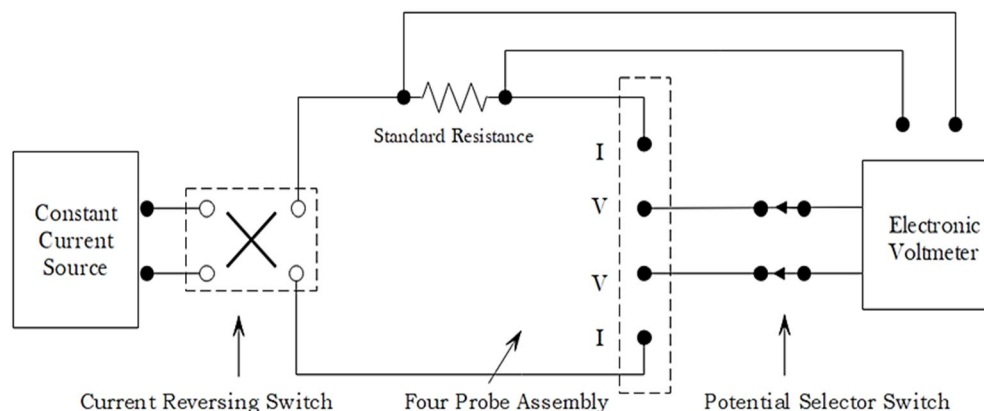 Standard Resistance
I
V
V
I
Constant
Current
Source
Electronic
Voltmeter
Current Reversing Switch
Four Probe Assembly
Potential Selector Switch